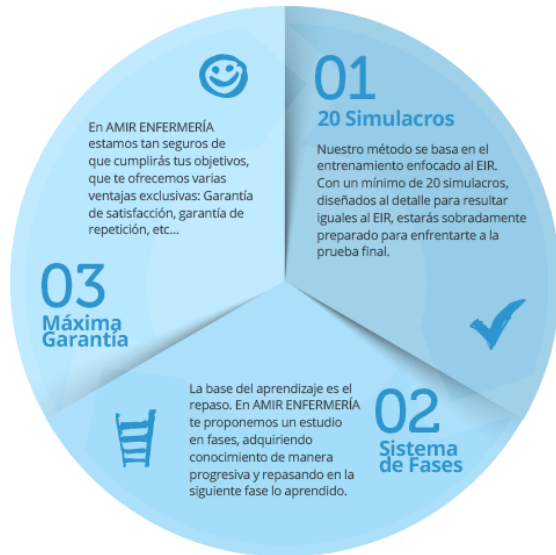 01
20 Simulacros
Nuestro método se basa en el
entrenamiento enfocado al EIR.
Con un mínimo de 20 simulacros,
diseñados al detalle para resultar
iguales al EIR, estarás sobradamente
preparado para enfrentarte a la
prueba final.
02
Sistema
de Fases
La base del aprendizaje es el
repaso. En AMIR ENFERMERÍA
te proponemos un estudio
en fases, adquiriendo
conocimiento de manera
progresiva y repasando en la
siguiente fase lo aprendido.
03
Máxima
Garantía
En AMIR ENFERMERÍA
estamos tan seguros de
que cumplirás tus objetivos,
que te ofrecemos varias
ventajas exclusivas: Garantía
de satisfacción, garantía de
repetición, etc...